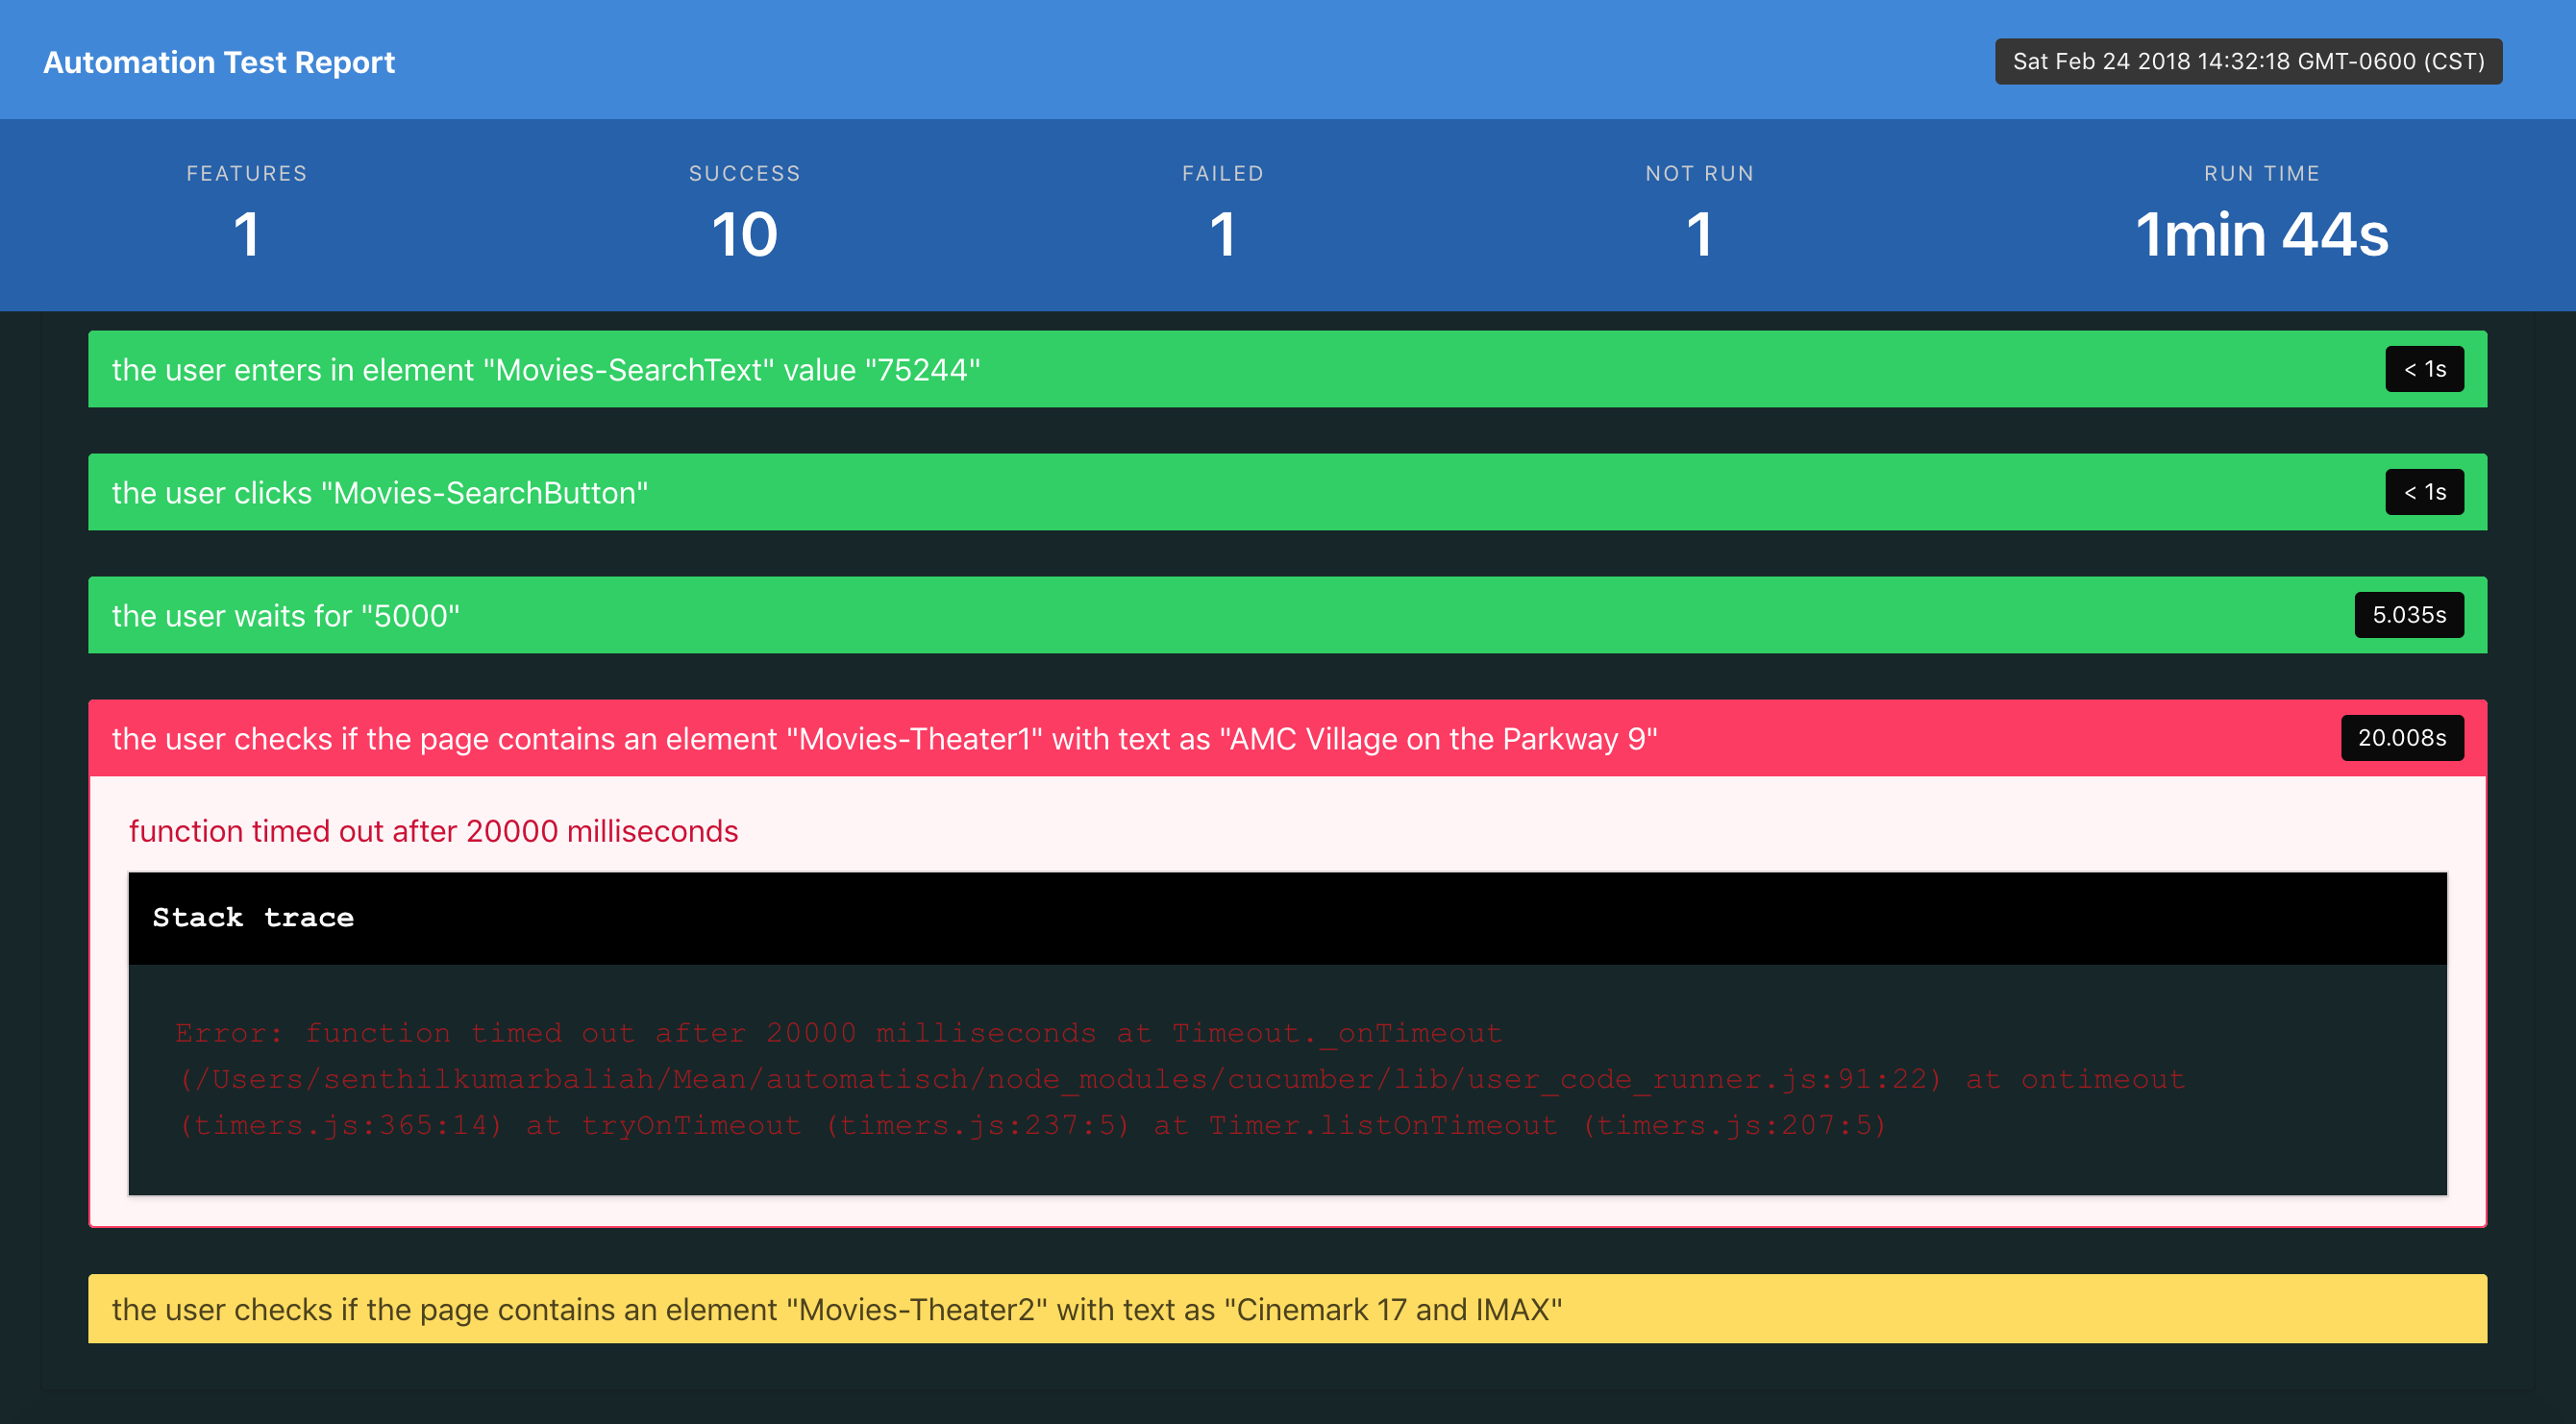 Automation Test Report
Sat Feb 24 2018 14:32:18 GMT-0600 (CST)
FEATURES
1
SUCCESS
10
FAILED
1
NOT RUN
1
RUN TIME
1min 44s
the user enters in element "Movies-SearchText" value "75244"
< 1s
the user clicks "Movies-SearchButton"
< 1s
the user waits for "5000"
5.035s
the user checks if the page contains an element "Movies-Theater1" with text as "AMC Village on the Parkway 9"
20.008s
function timed out after 20000 milliseconds
Stack trace
Error: function timed out after 20000 milliseconds at Timeout._onTimeout
(/Users/senthilkumarbaliah/Mean/automatisch/node_modules/cucumber/lib/user_code_runner.js:91:22) at ontimeout
(timers.js:365:14) at tryOnTimeout (timers.js:237:5) at Timer.listOnTimeout (timers.js:207:5)
the user checks if the page contains an element "Movies-Theater2" with text as "Cinemark 17 and IMAX"